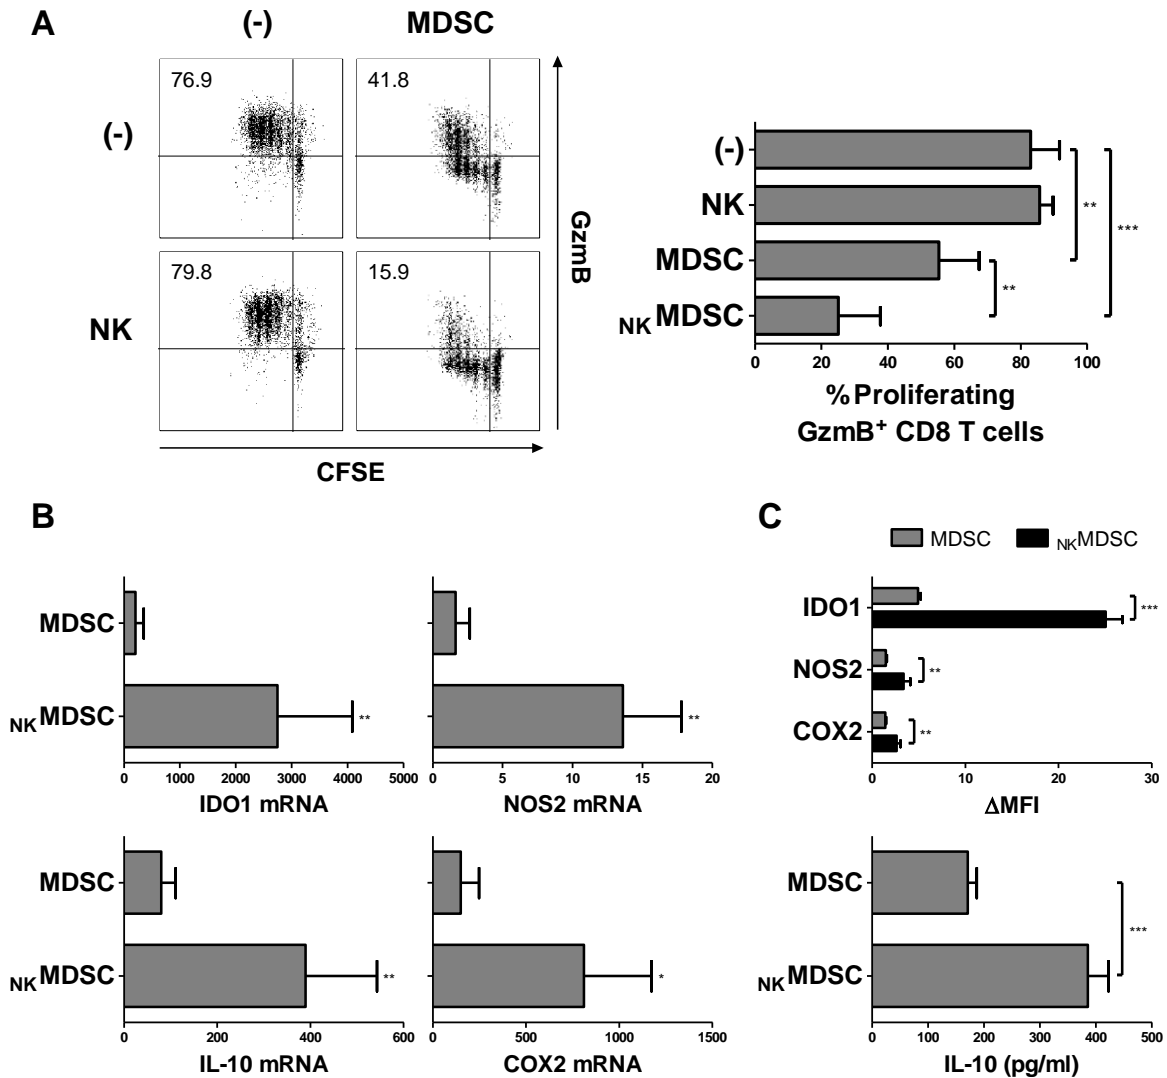 A
(-)
MDSC
76.9
41.8
(-)
79.8
15.9
NK
GzmB
CFSE
(-)
NK
MDSC
NKMDSC
**
***
**
0 20 40 60 80 100
% Proliferating
GzmB+ CD8 T cells
B
MDSC
NKMDSC
**
0 1000 2000 3000 4000 5000
IDO1 mRNA
**
0 5 10 15 20
NOS2 mRNA
MDSC
NKMDSC
**
0 200 400 600
IL-10 mRNA
*
0 500 1000 1500
COX2 mRNA
C
MDSC NKMDSC
IDO1
***
NOS2
**
COX2
**
0 10 20 30
ΔMFI
MDSC
NKMDSC
***
0 100 200 300 400 500
IL-10 (pg/ml)